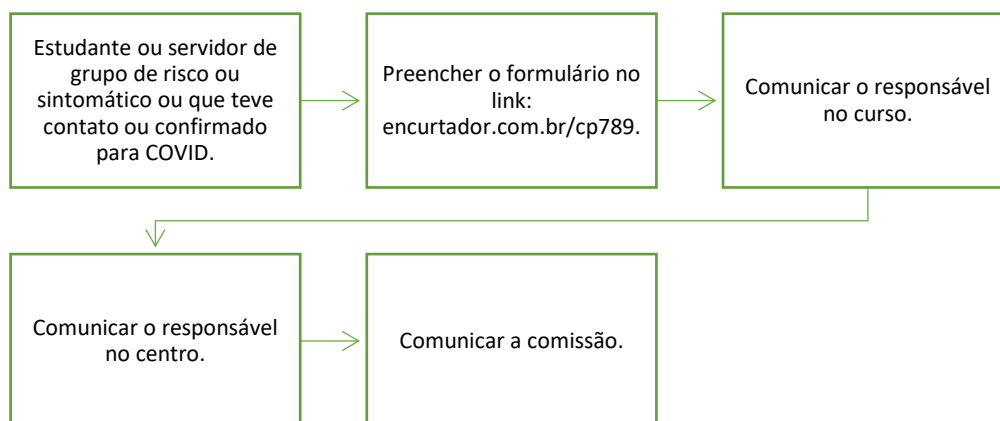 Estudante ou servidor de
grupo de risco ou
sintomático ou que teve
contato ou confirmado
para COVID.
Preencher o formulário no
link:
encurtador.com.br/cp789.
Comunicar o responsável
no curso.
Comunicar o responsável
no centro.
Comunicar a comissão.